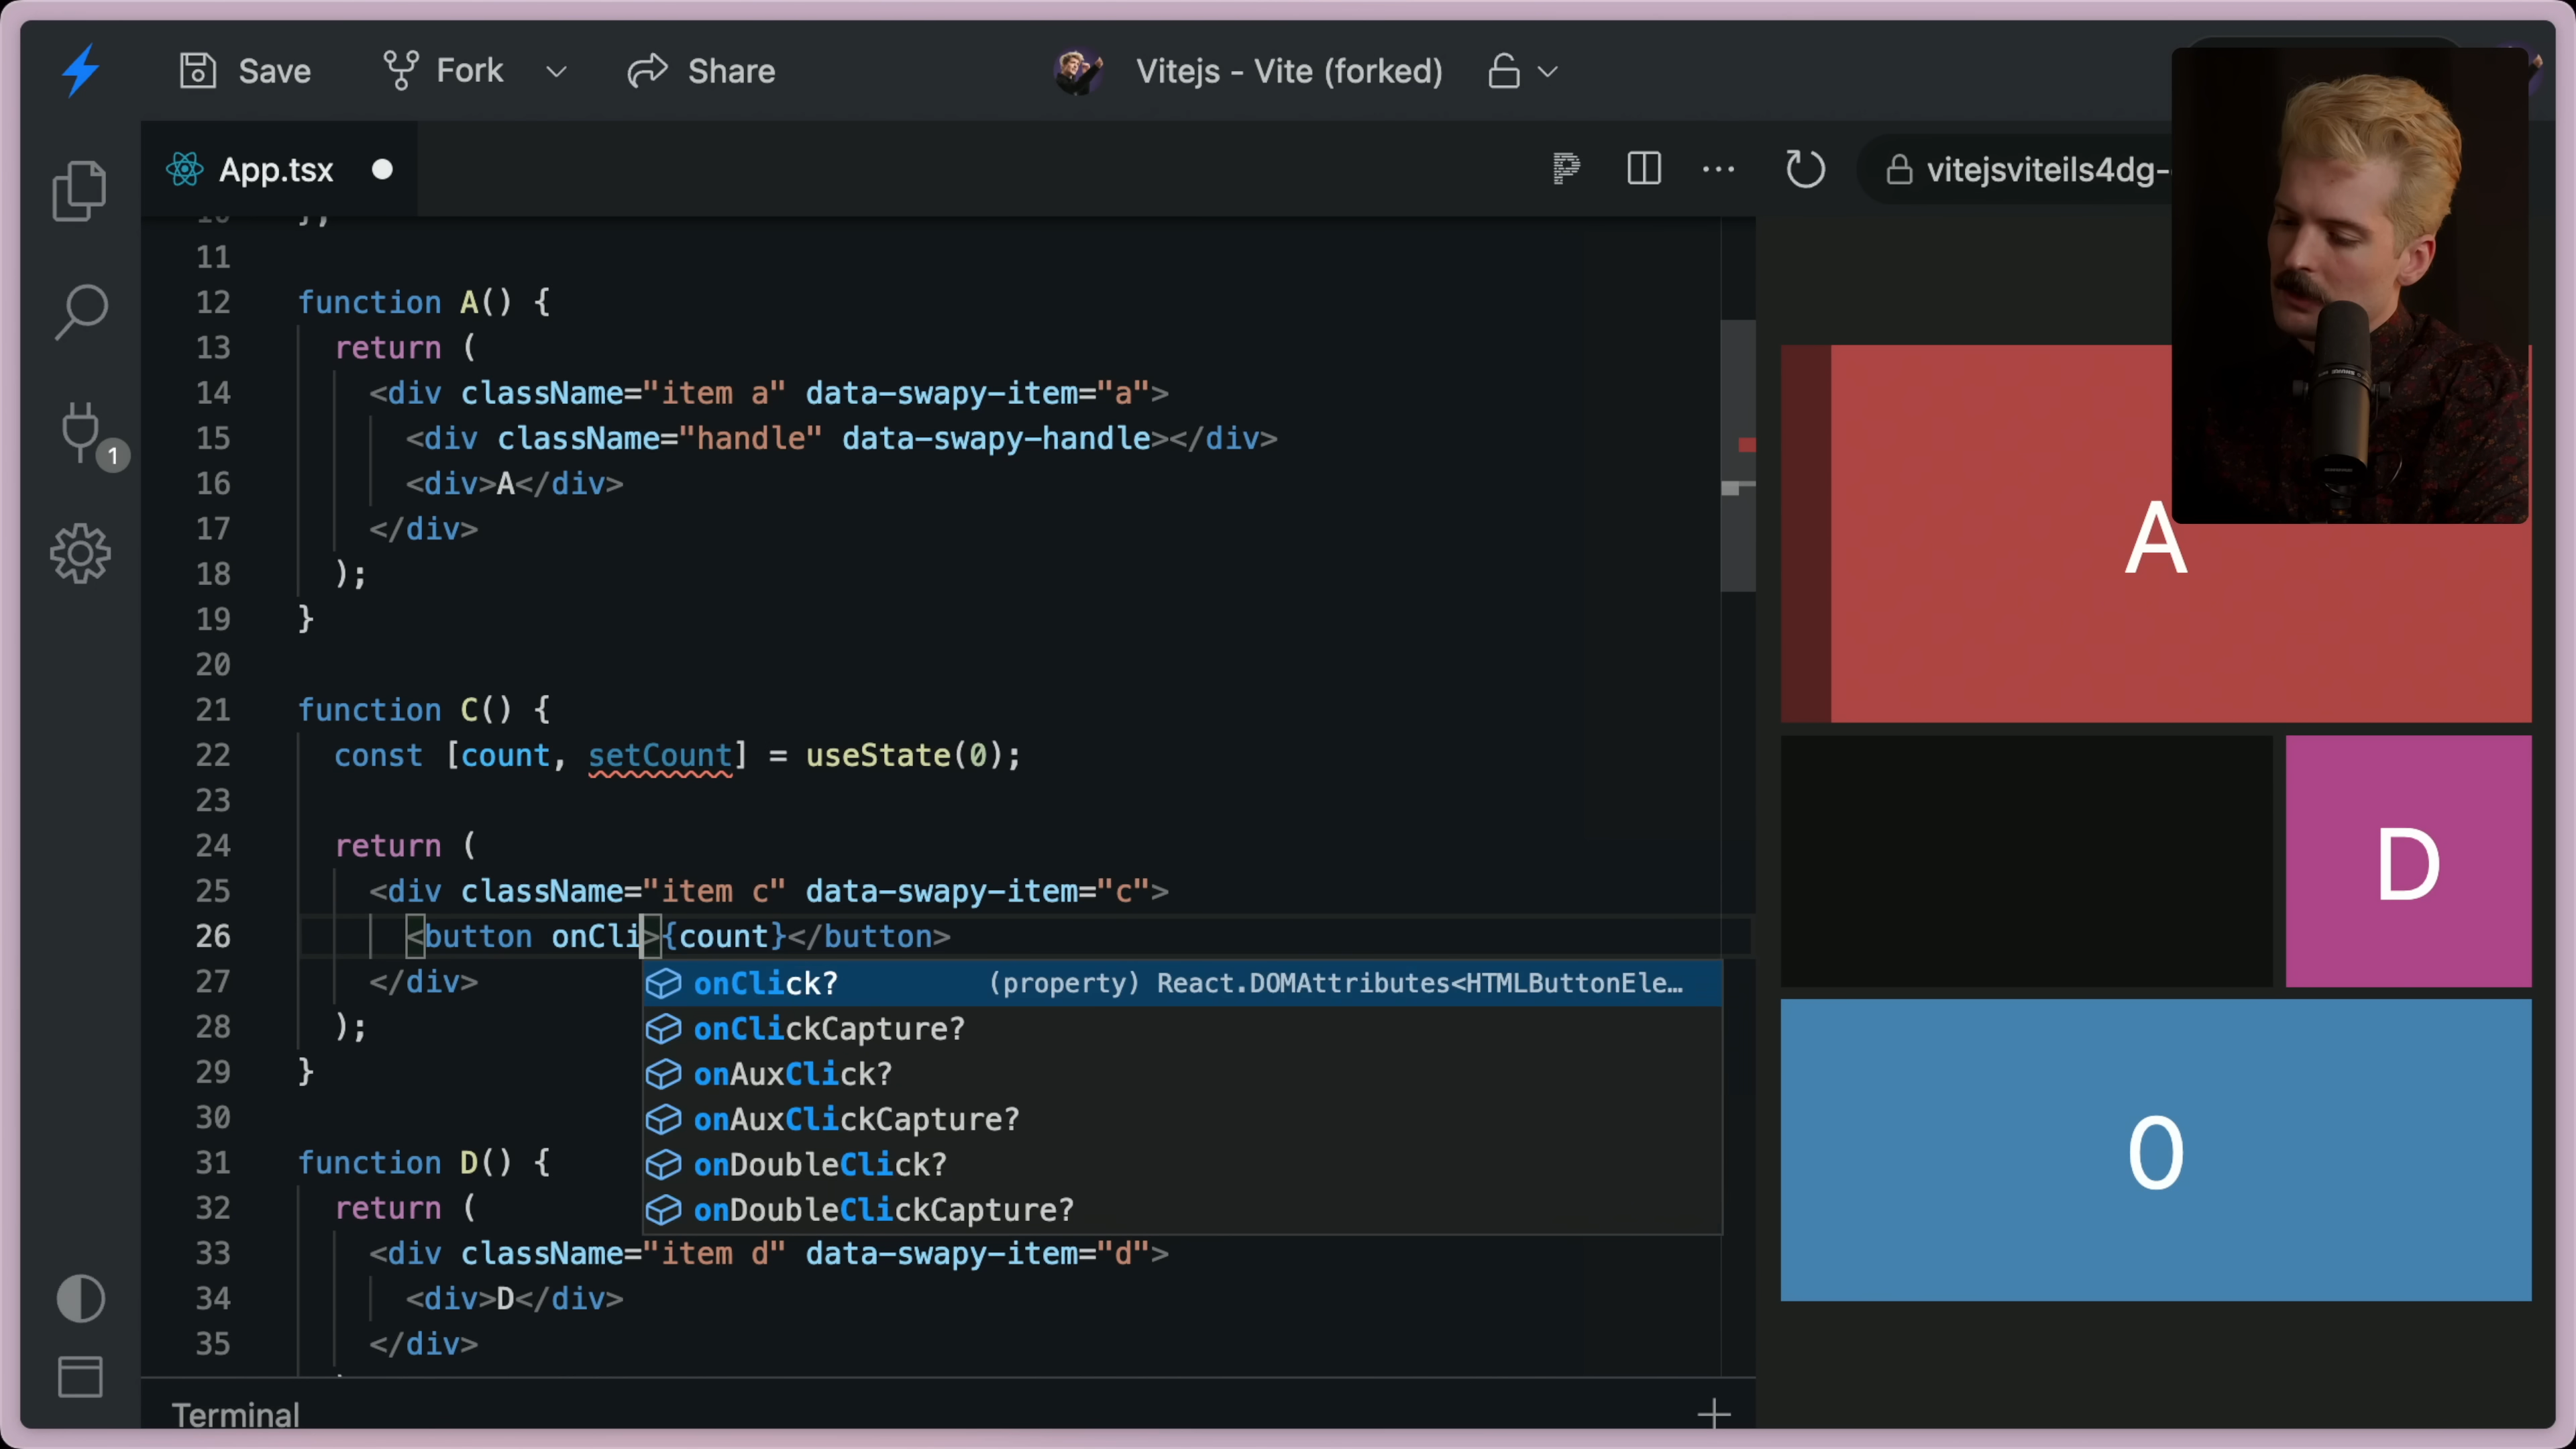 Save
Fork
Share
Vitejs - Vite (forked)
App.tsx
vitejsviteils4dg-
1
11
12 function A() {
13 return (
14 <div className="item a" data-swapy-item="a">
15 <div className="handle" data-swapy-handle></div>
16 <div>A</div>
17 </div>
18 );
19 }
20
21 function C() {
22 const [count, setCount] = useState(0);
23
24 return (
25 <div className="item c" data-swapy-item="c">
26 <button onCli>{count}</button>
27 </div>
28 );
29 }
30
31 function D() {
32 return (
33 <div className="item d" data-swapy-item="d">
34 <div>D</div>
35 </div>
onClick? (property) React.DOMAttributes<HTMLButtonEle…
onClickCapture?
onAuxClick?
onAuxClickCapture?
onDoubleClick?
onDoubleClickCapture?
A
D
0
Terminal